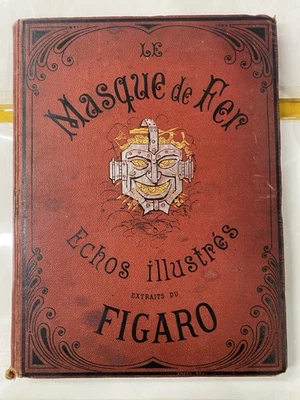 LE
Masque de Fer
Echos illustrés
EXTRAITS DU
FIGARO